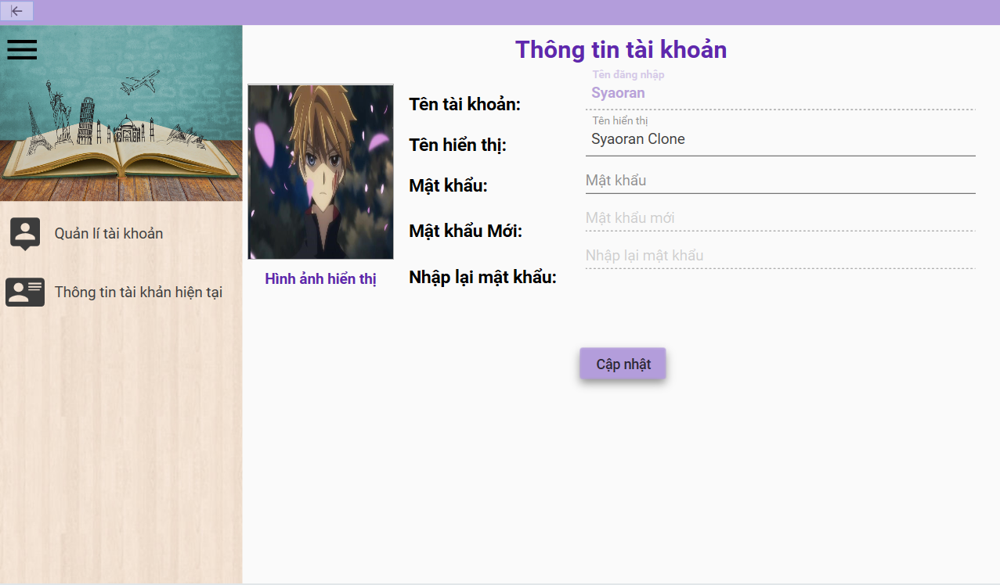 Thông tin tài khoản
Tên tài khoản:
Tên đăng nhập
Syaoran
Tên hiển thị:
Tên hiển thị
Syaoran Clone
Mật khẩu:
Mật khẩu
Mật khẩu Mới:
Mật khẩu mới
Nhập lại mật khẩu:
Nhập lại mật khẩu
Hình ảnh hiển thị
Cập nhật
Quản lí tài khoản
Thông tin tài khản hiện tại